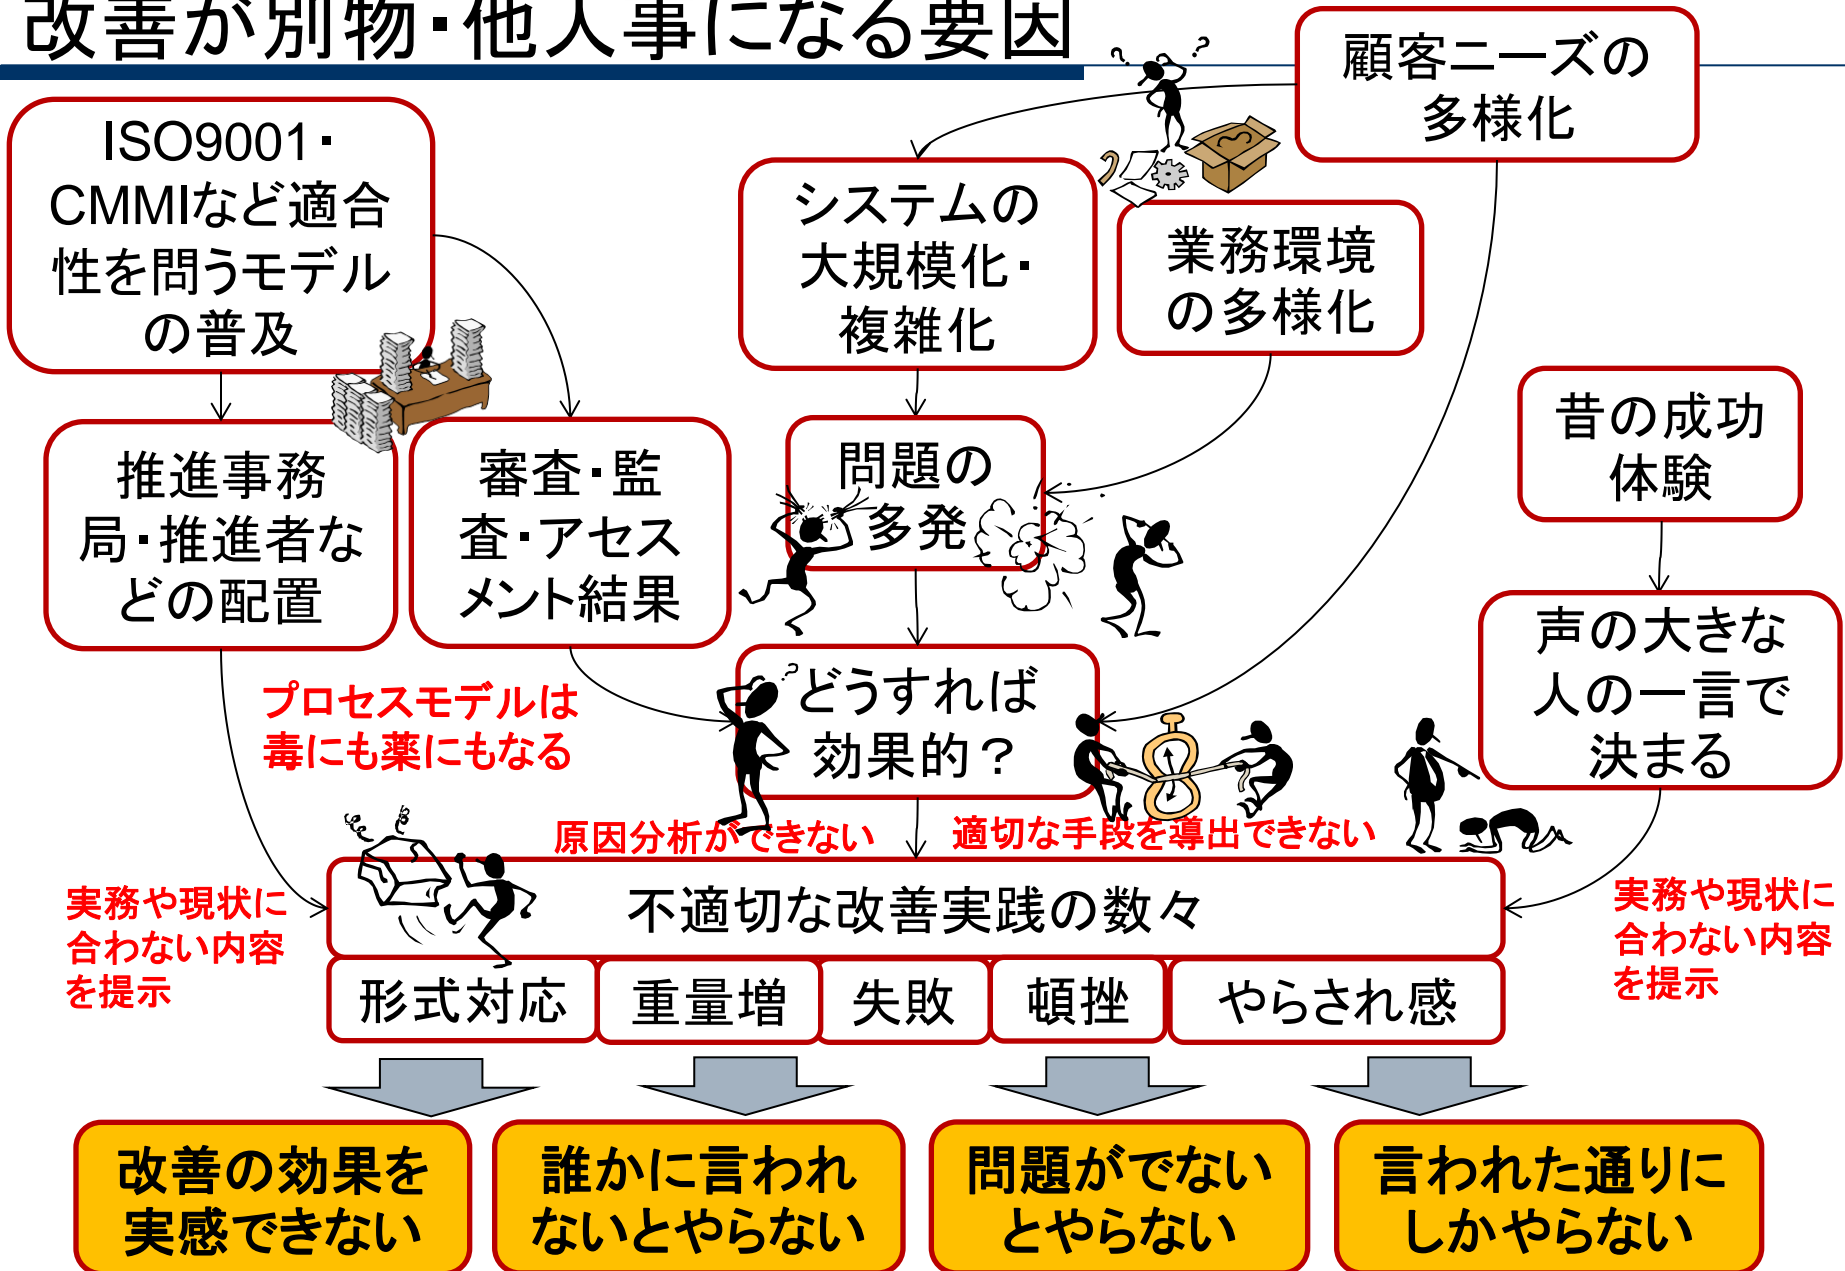 改善が別物・他人事になる要因
顧客ニーズの
多様化
ISO9001・
CMMIなど適合
性を問うモデル
の普及
システムの
大規模化・
複雑化
業務環境
の多様化
昔の成功
体験
推進事務
局・推進者な
どの配置
審査・監
査・アセス
メント結果
問題の
多発
声の大きな
人の一言で
決まる
プロセスモデルは
毒にも薬にもなる
どうすれば
効果的？
原因分析ができない
適切な手段を導出できない
実務や現状に
合わない内容
を提示
不適切な改善実践の数々
実務や現状に
合わない内容
を提示
形式対応
重量増
失敗
頓挫
やらされ感
改善の効果を
実感できない
誰かに言われ
ないとやらない
問題がでない
とやらない
言われた通りに
しかやらない